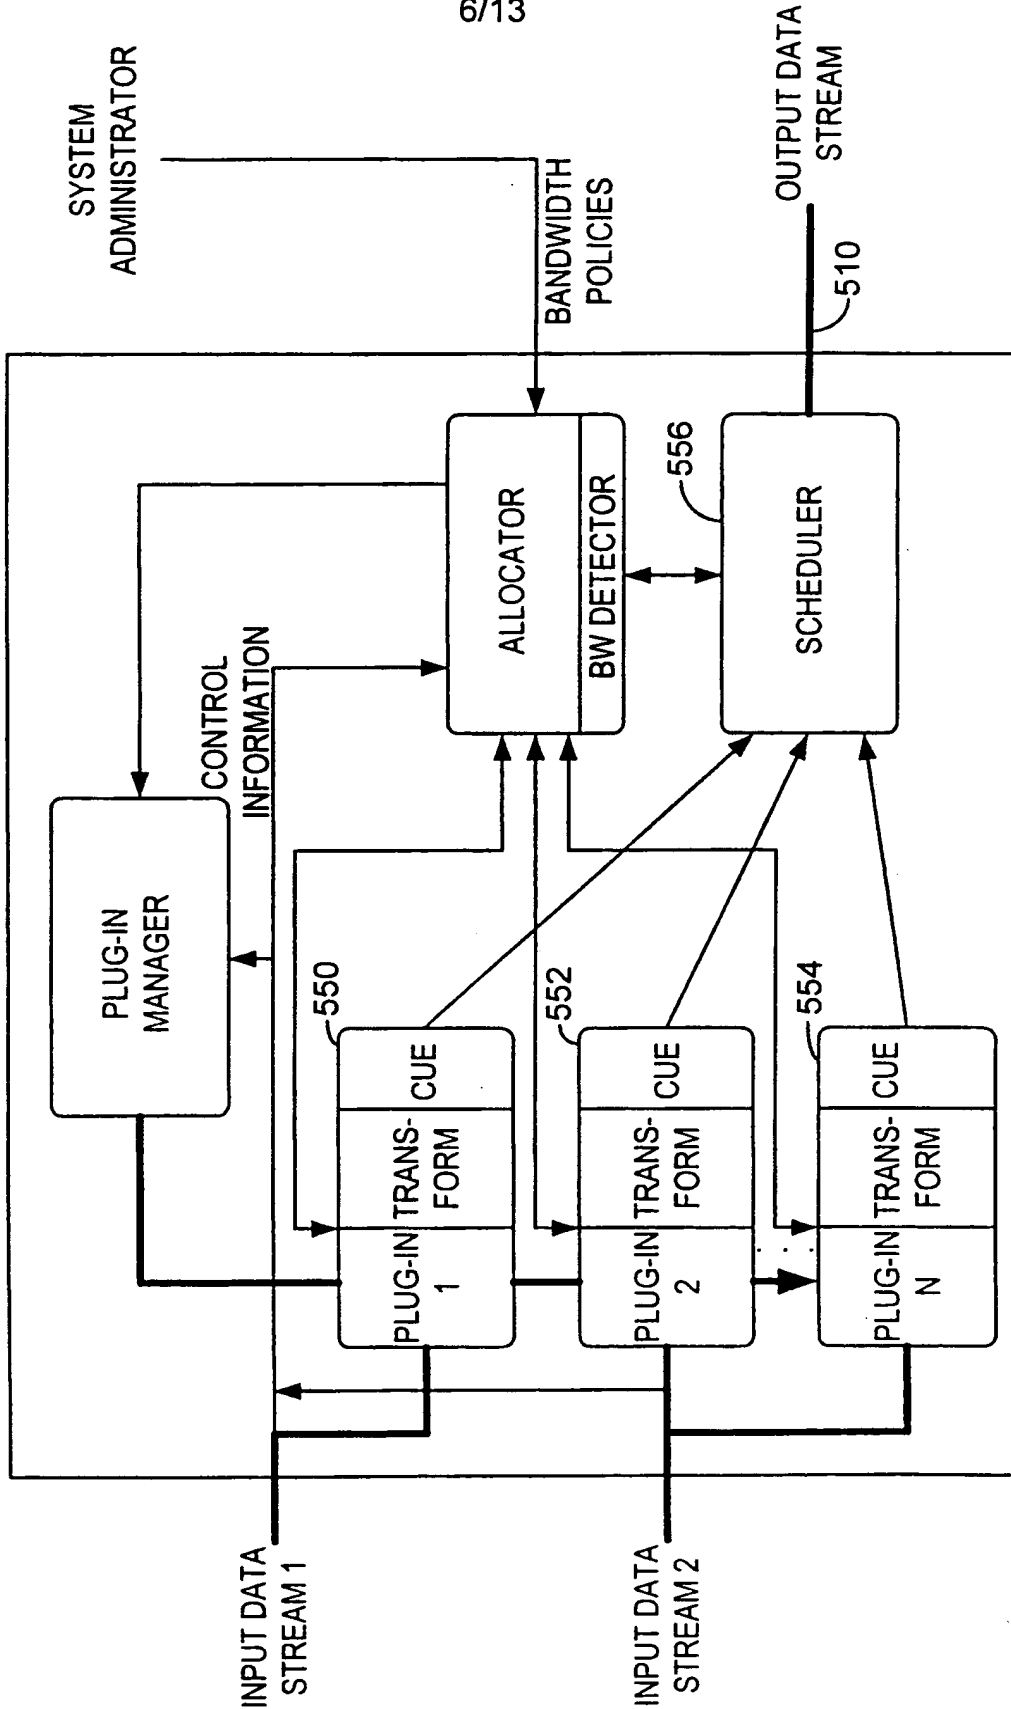 6/13
SYSTEM
ADMINISTRATOR
BANDWIDTH
POLICIES
OUTPUT DATA
STREAM
510
PLUG-IN
MANAGER
CONTROL
INFORMATION
ALLOCATOR
BW DETECTOR
556
SCHEDULER
550
PLUG-IN
1
TRANS-
FORM
CUE
552
PLUG-IN
2
TRANS-
FORM
CUE
. . .
554
PLUG-IN
N
TRANS-
FORM
CUE
INPUT DATA
STREAM 1
INPUT DATA
STREAM 2